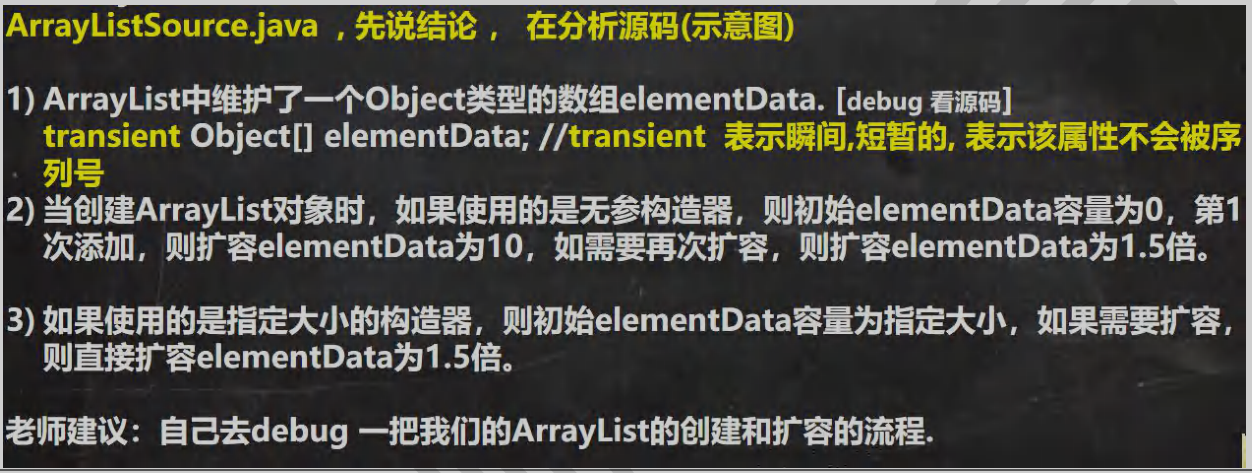 ArrayListSource.java , 先说结论 ， 在分析源码(示意图)
1) ArrayList中维护了一个Object类型的数组elementData. [debug 看源码]
transient Object[] elementData; //transient 表示瞬间,短暂的, 表示该属性不会被序
列号
2) 当创建ArrayList对象时，如果使用的是无参构造器，则初始elementData容量为0，第1
次添加，则扩容elementData为10，如需要再次扩容，则扩容elementData为1.5倍。
3) 如果使用的是指定大小的构造器，则初始elementData容量为指定大小，如果需要扩容，
则直接扩容elementData为1.5倍。
老师建议：自己去debug 一把我们的ArrayList的创建和扩容的流程.